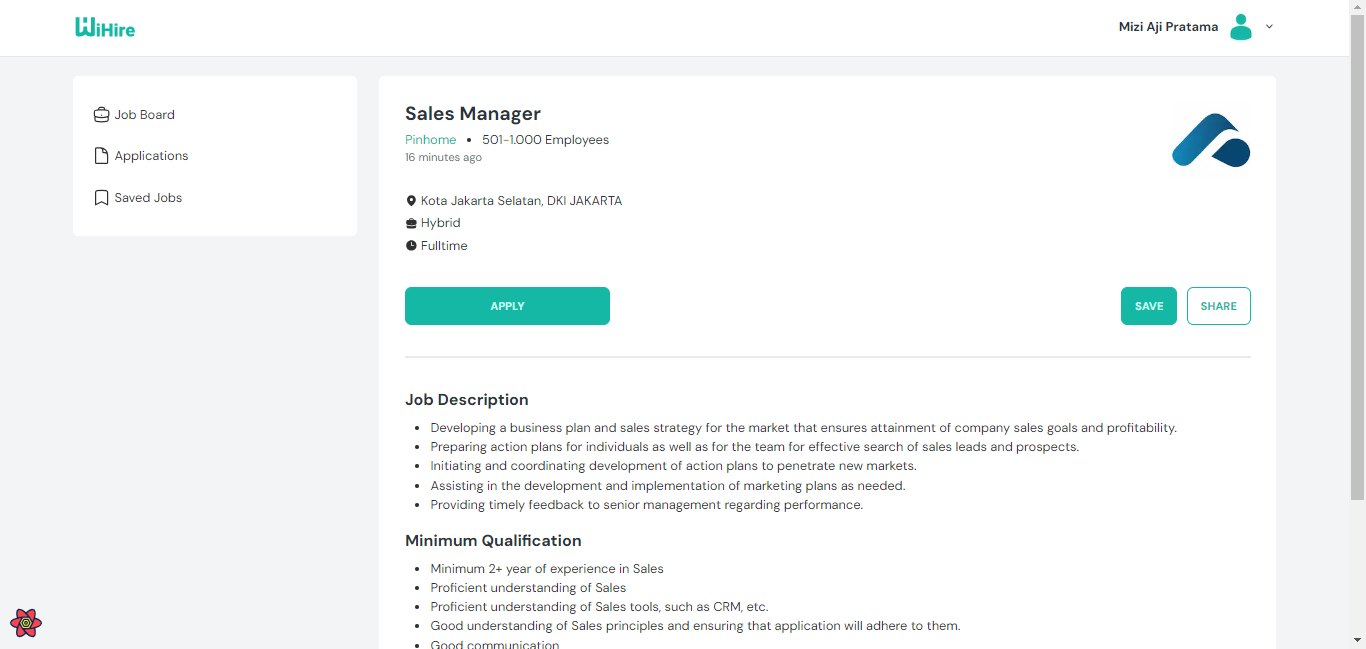 WiHire
Mizi Aji Pratama
Job Board
Applications
Saved Jobs
Sales Manager
Pinhome • 501-1.000 Employees
16 minutes ago
Kota Jakarta Selatan, DKI JAKARTA
Hybrid
Fulltime
APPLY
SAVE
SHARE
Job Description
• Developing a business plan and sales strategy for the market that ensures attainment of company sales goals and profitability.
• Preparing action plans for individuals as well as for the team for effective search of sales leads and prospects.
• Initiating and coordinating development of action plans to penetrate new markets.
• Assisting in the development and implementation of marketing plans as needed.
• Providing timely feedback to senior management regarding performance.
Minimum Qualification
• Minimum 2+ year of experience in Sales
• Proficient understanding of Sales
• Proficient understanding of Sales tools, such as CRM, etc.
• Good understanding of Sales principles and ensuring that application will adhere to them.
• Good communication